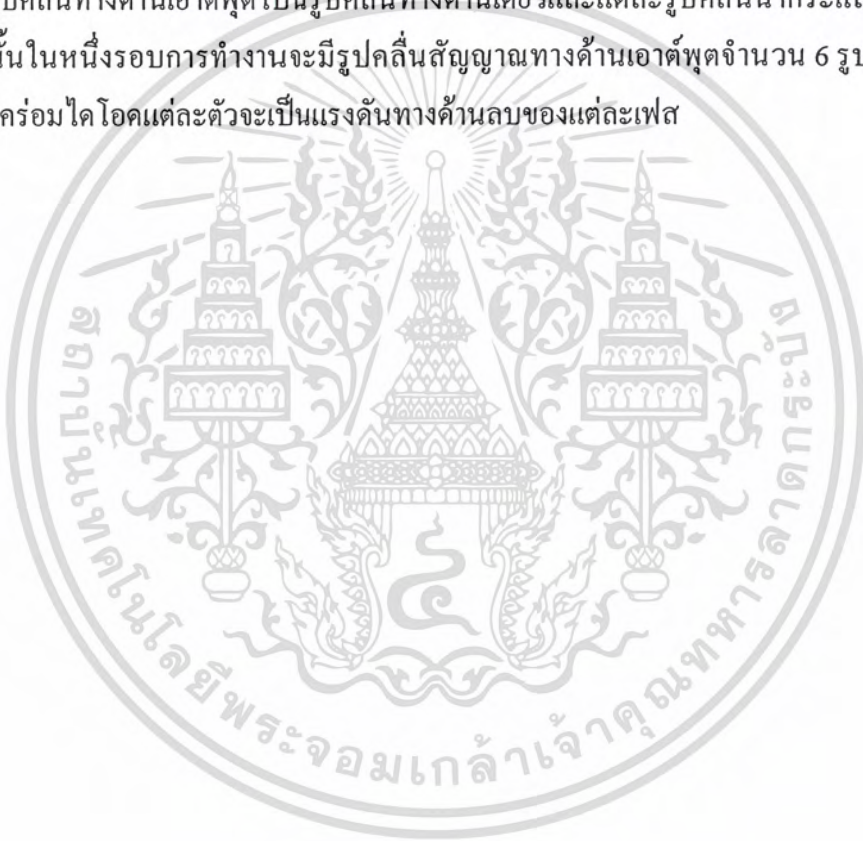 ั้นในหนึ่งรอบการทำงานจะมีรูปคลื่นสัญญาณทางด้านเอาต์พุตจำนวน 6 รูป
คร่อมไดโอดแต่ละตัวจะเป็นแรงดันทางด้านลบของแต่ละเฟส
สถาบันเทคโนโลยีพระจอมเกล้าเจ้าคุณทหารลาดกระบัง